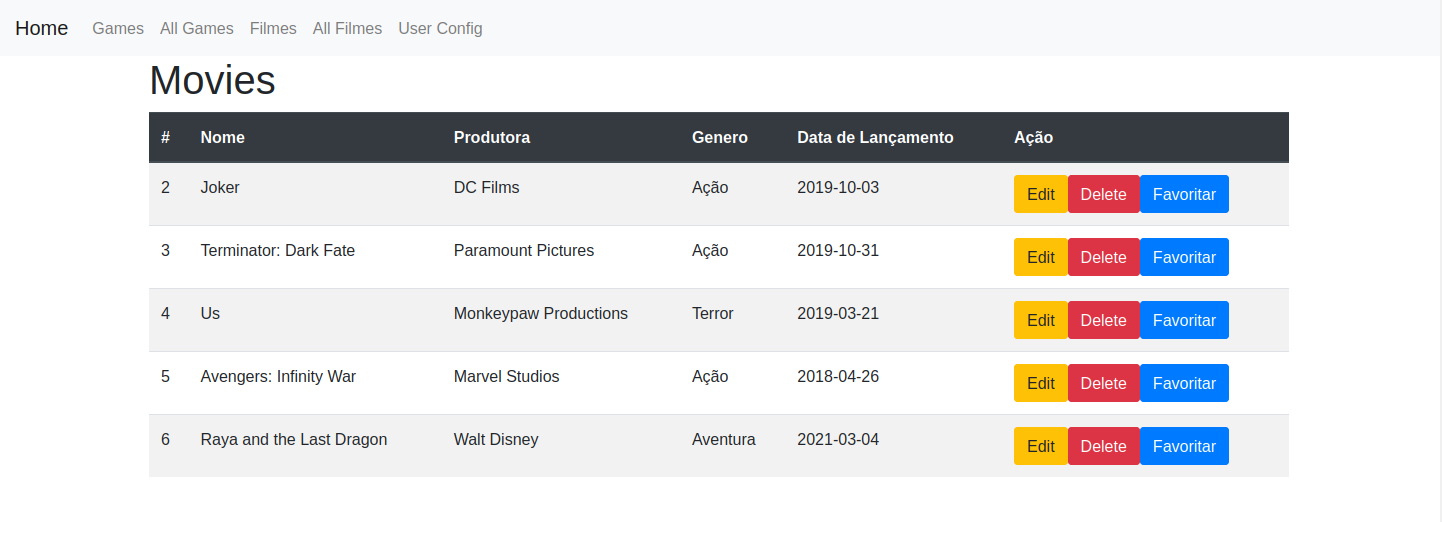 Home Games All Games Filmes All Filmes User Config
Movies
# Nome Produtora Genero Data de Lançamento Ação
2 Joker DC Films Ação 2019-10-03 Edit Delete Favoritar
3 Terminator: Dark Fate Paramount Pictures Ação 2019-10-31 Edit Delete Favoritar
4 Us Monkeypaw Productions Terror 2019-03-21 Edit Delete Favoritar
5 Avengers: Infinity War Marvel Studios Ação 2018-04-26 Edit Delete Favoritar
6 Raya and the Last Dragon Walt Disney Aventura 2021-03-04 Edit Delete Favoritar